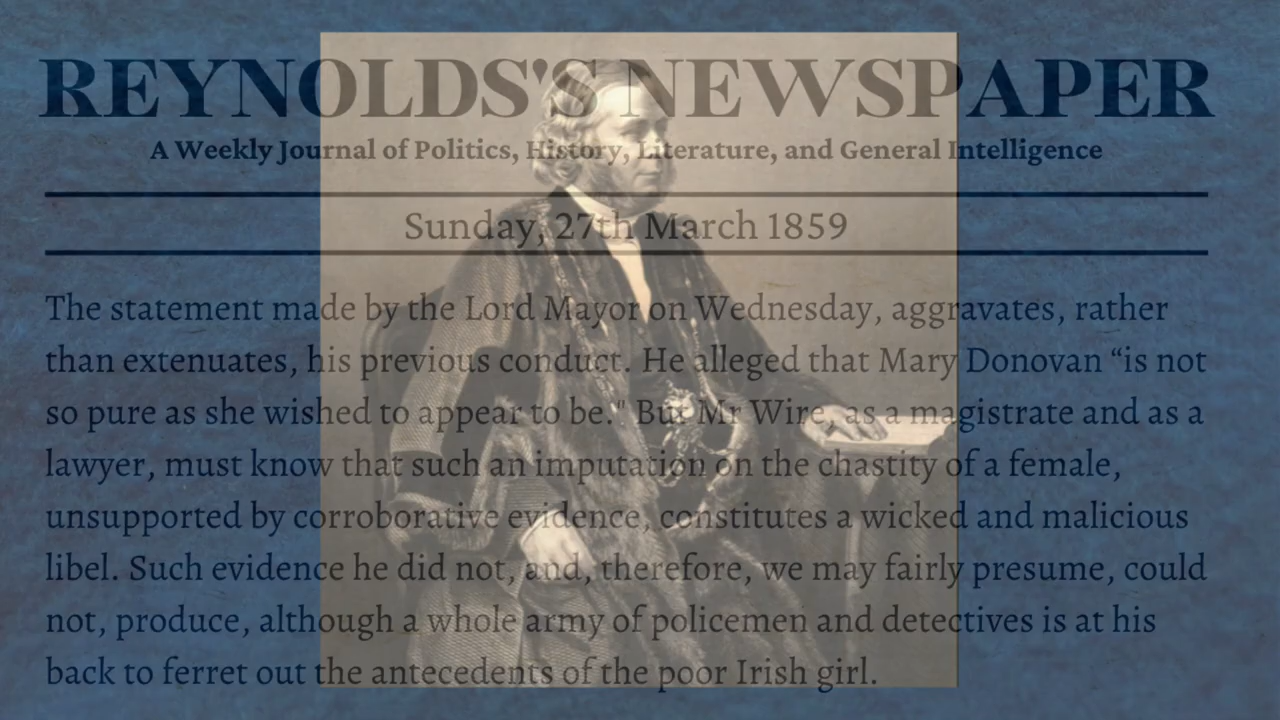 REYNOLDS'S NEWSPAPER
A Weekly Journal of Politics, History, Literature, and General Intelligence
Sunday, 27th March 1859
The statement made by the Lord Mayor on Wednesday, aggravates, rather
than extenuates, his previous conduct. He alleged that Mary Donovan “is not
so pure as she wished to appear to be." But Mr Wire, as a magistrate and as a
lawyer, must know that such an imputation on the chastity of a female,
unsupported by corroborative evidence, constitutes a wicked and malicious
libel. Such evidence he did not, and, therefore, we may fairly presume, could
not, produce, although a whole army of policemen and detectives is at his
back to ferret out the antecedents of the poor Irish girl.